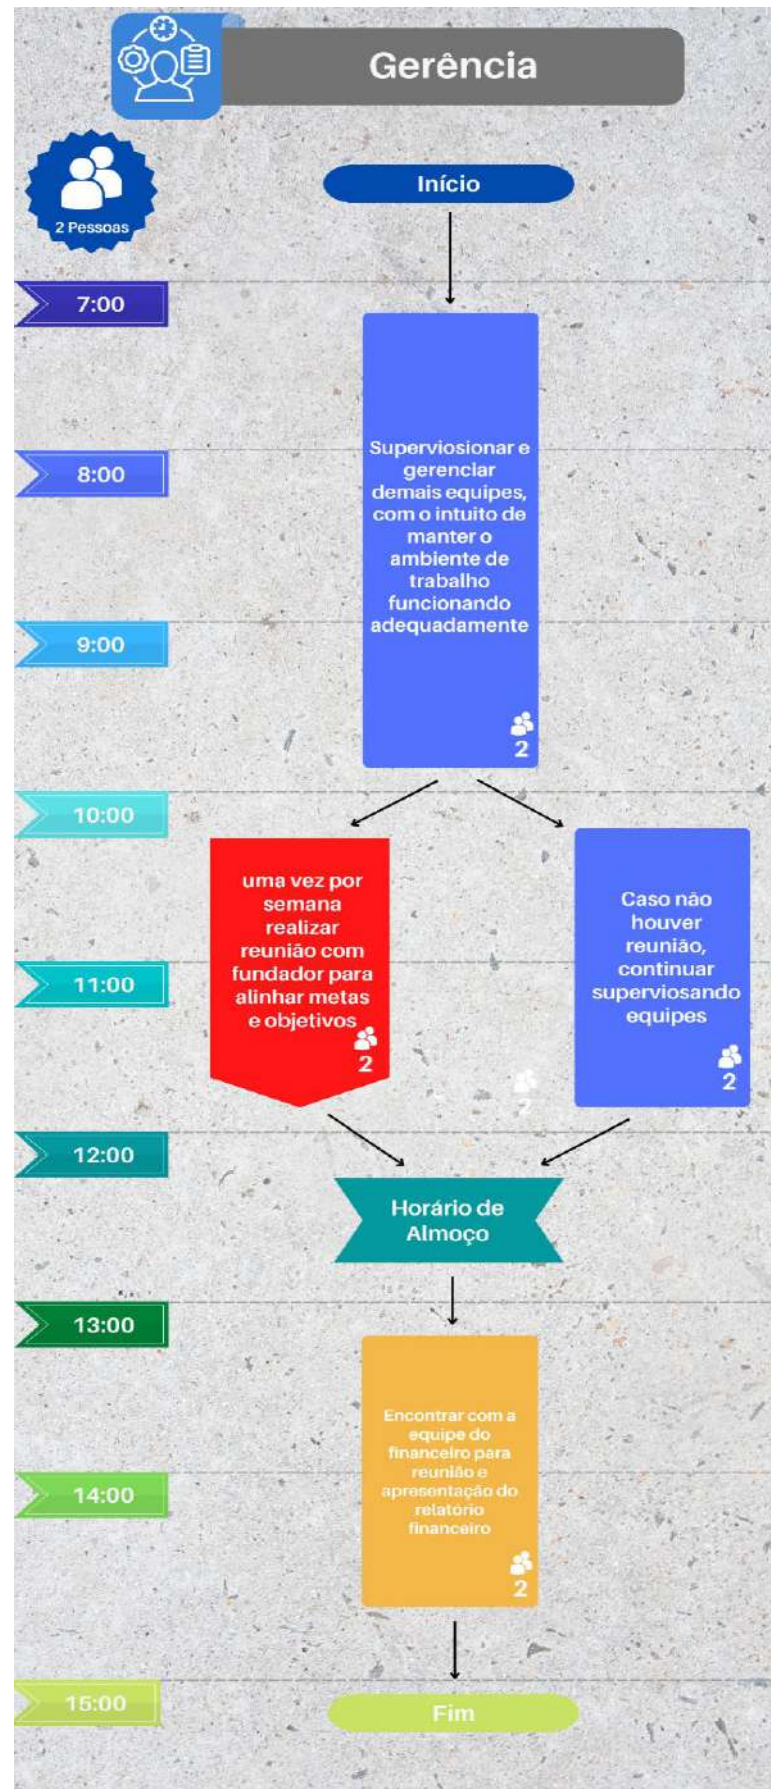 Gerência
2 Pessoas
Início
7:00
8:00
Superviosionar e
gerenciar
demais equipes,
com o intuito de
manter o
ambiente de
trabalho
funcionando
adequadamente
2
9:00
10:00
uma vez por
semana
realizar
reunião com
fundador para
alinhar metas
e objetivos
2
Caso não
houver
reunião,
continuar
superviosando
equipes
2
2
11:00
12:00
Horário de
Almoço
13:00
Encontrar com a
equipe do
financeiro para
reunião e
apresentação do
relatório
financeiro
2
14:00
15:00
Fim